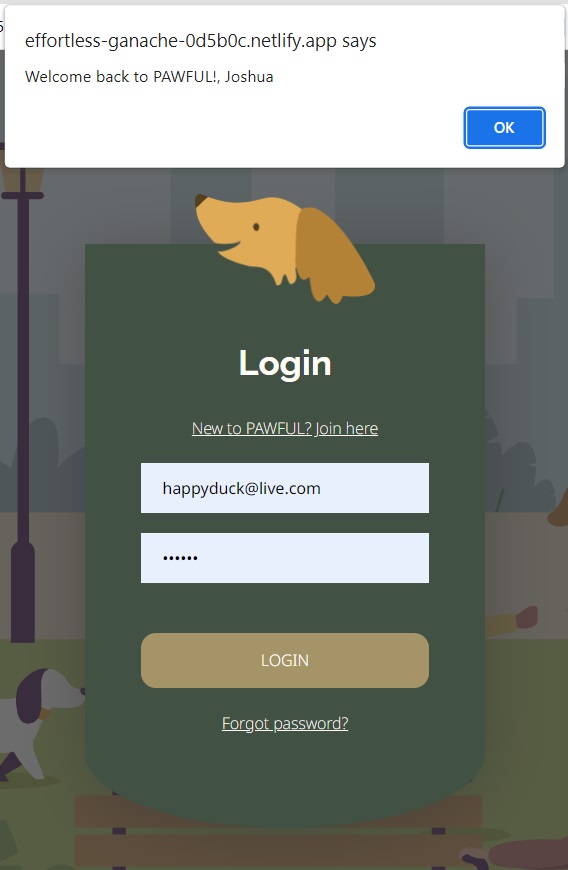 effortless-ganache-0d5b0c.netlify.app says
Welcome back to PAWFUL!, Joshua
OK
Login
New to PAWFUL? Join here
happyduck@live.com
••••••
LOGIN
Forgot password?